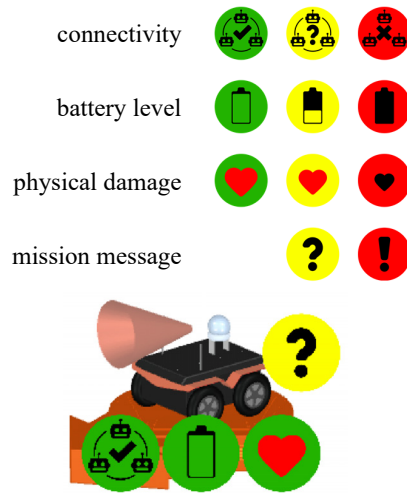 connectivity
?
battery level
physical damage
mission message
? !
?